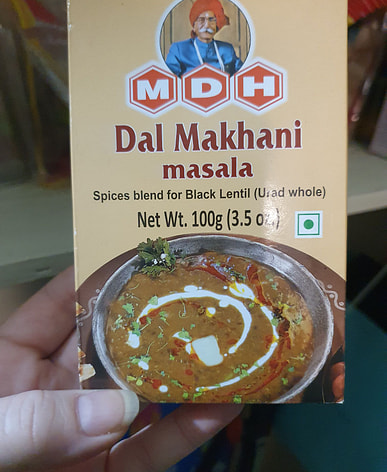 MDH
Dal Makhani
masala
Spices blend for Black Lentil (Urad whole)
Net Wt. 100g (3.5 oz.)